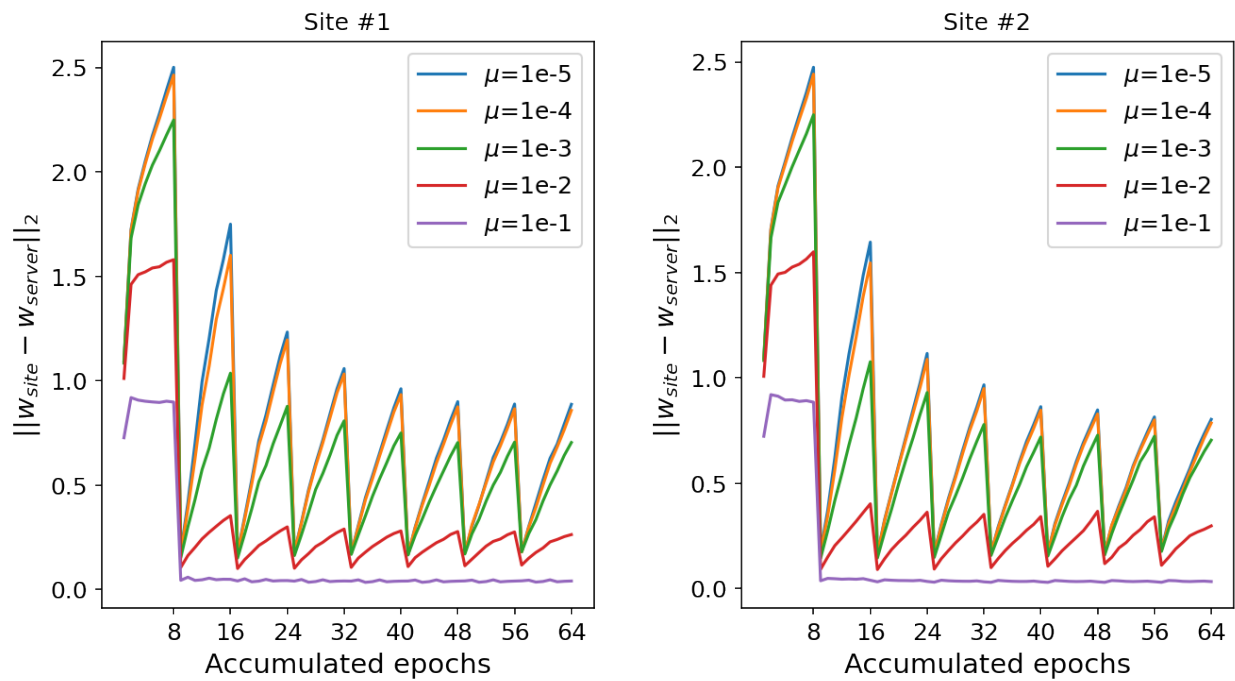 Site #1
||w_site − w_server||_2
2.5
2.0
1.5
1.0
0.5
0.0
μ=1e-5
μ=1e-4
μ=1e-3
μ=1e-2
μ=1e-1
8 16 24 32 40 48 56 64
Accumulated epochs
Site #2
||w_site − w_server||_2
2.5
2.0
1.5
1.0
0.5
0.0
μ=1e-5
μ=1e-4
μ=1e-3
μ=1e-2
μ=1e-1
8 16 24 32 40 48 56 64
Accumulated epochs